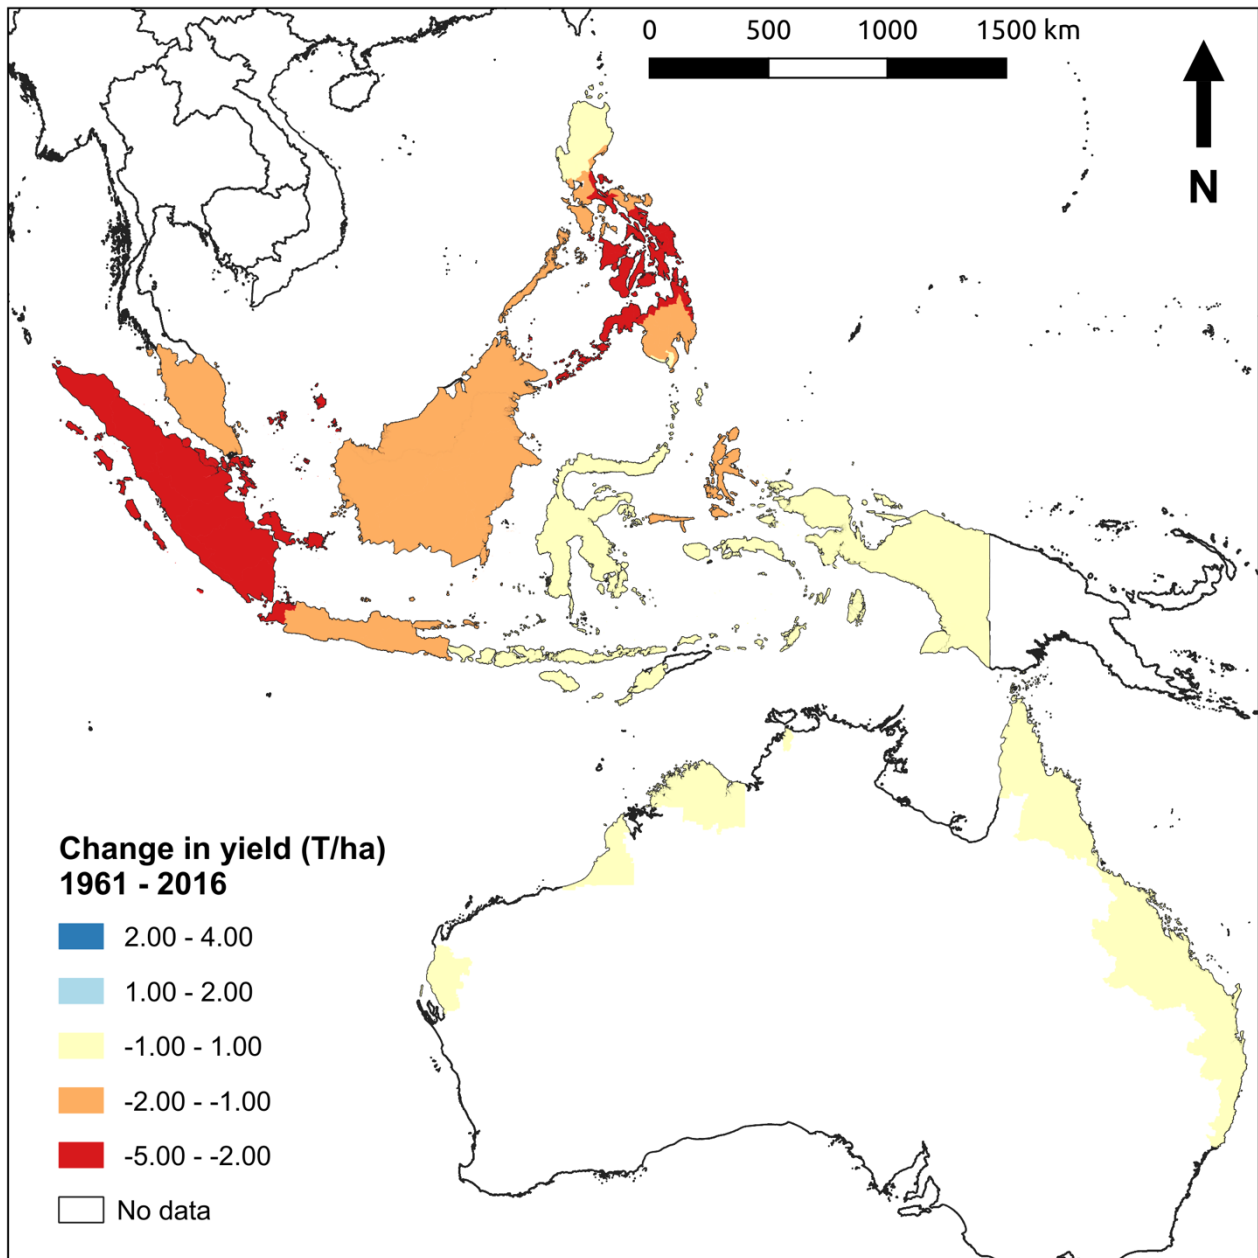 0 500 1000 1500 km
N
Change in yield (T/ha)
1961 - 2016
2.00 - 4.00
1.00 - 2.00
-1.00 - 1.00
-2.00 - -1.00
-5.00 - -2.00
No data